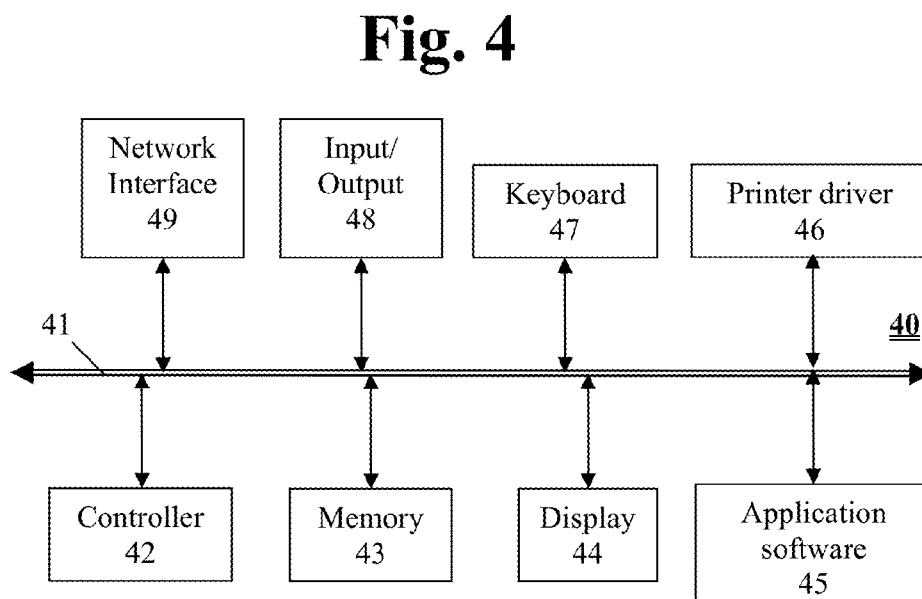 Fig. 4
Network
Interface
49
Input/
Output
48
Keyboard
47
Printer driver
46
41
40
Controller
42
Memory
43
Display
44
Application
software
45